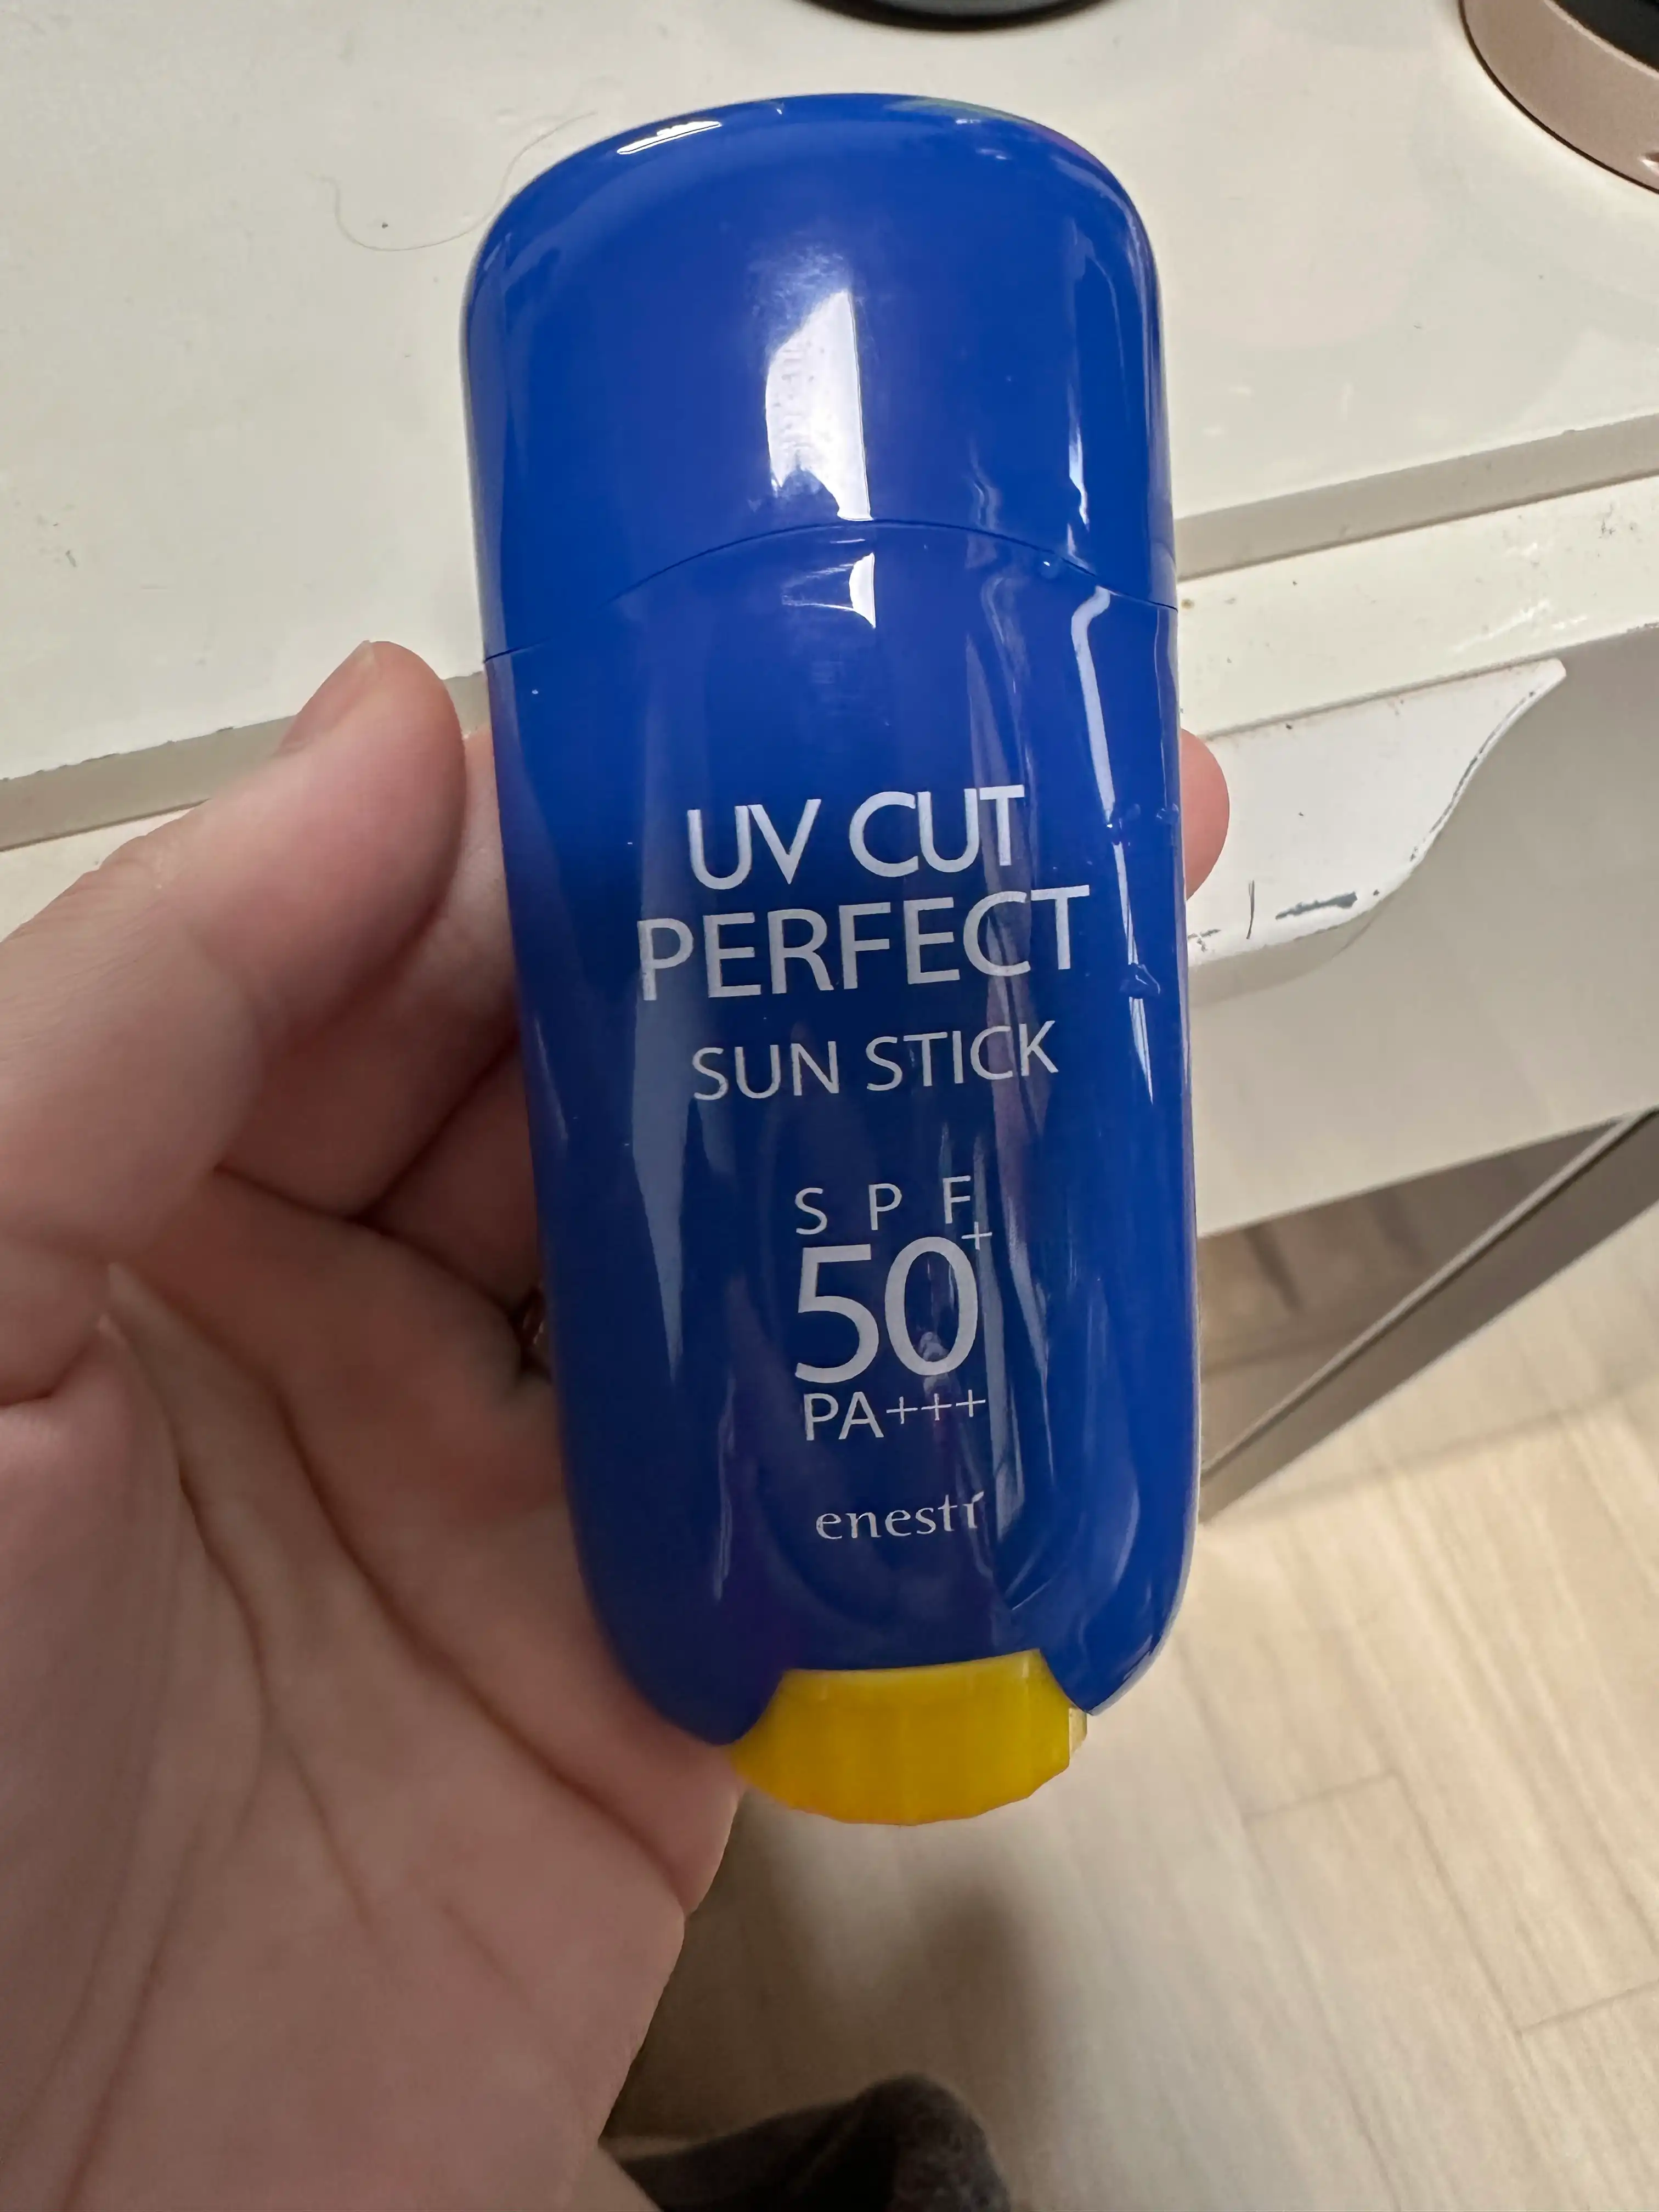 UV CUT
PERFECT
SUN STICK
SPF
50+
PA+++
enesti